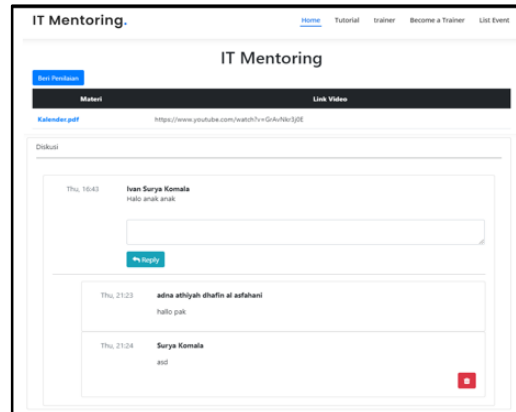 IT Mentoring.
Home Tutorial trainer Become a Trainer List Event
IT Mentoring
Beri Penilaian
Materi Link Video
Kalender.pdf https://www.youtube.com/watch?v=GrAvNkr3j0E
Diskusi
Thu, 16:43 Ivan Surya Komala
Halo anak anak
Reply
Thu, 21:23 adna athiyah dhafin al asfahani
hallo pak
Thu, 21:24 Surya Komala
asd